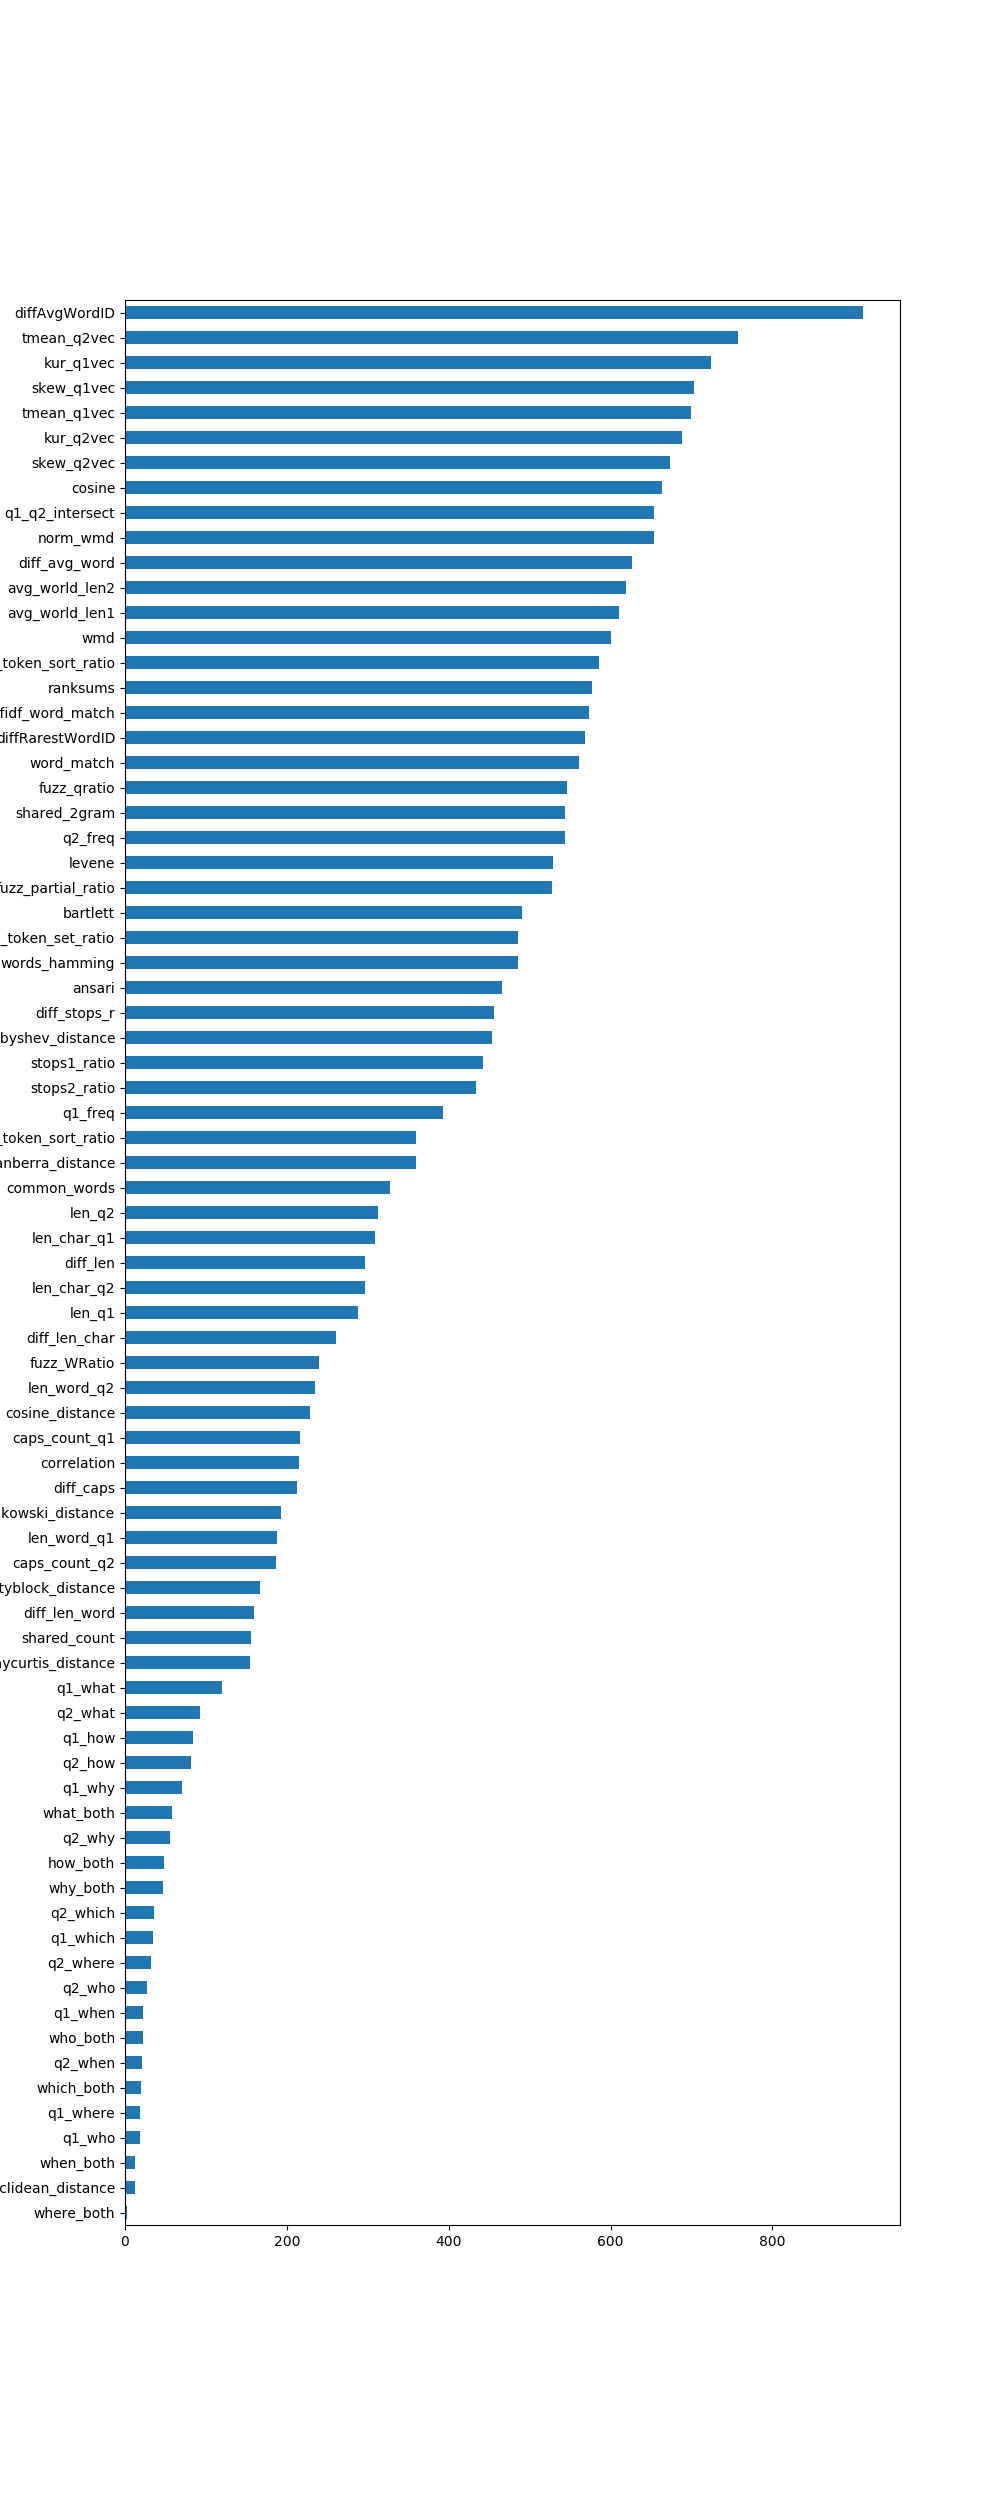 diffAvgWordID
tmean_q2vec
kur_q1vec
skew_q1vec
tmean_q1vec
kur_q2vec
skew_q2vec
cosine
q1_q2_intersect
norm_wmd
diff_avg_word
avg_world_len2
avg_world_len1
wmd
_token_sort_ratio
ranksums
fidf_word_match
diffRarestWordID
word_match
fuzz_qratio
shared_2gram
q2_freq
levene
fuzz_partial_ratio
bartlett
_token_set_ratio
words_hamming
ansari
diff_stops_r
byshev_distance
stops1_ratio
stops2_ratio
q1_freq
_token_sort_ratio
anberra_distance
common_words
len_q2
len_char_q1
diff_len
len_char_q2
len_q1
diff_len_char
fuzz_WRatio
len_word_q2
cosine_distance
caps_count_q1
correlation
diff_caps
kowski_distance
len_word_q1
caps_count_q2
tyblock_distance
diff_len_word
shared_count
aycurtis_distance
q1_what
q2_what
q1_how
q2_how
q1_why
what_both
q2_why
how_both
why_both
q2_which
q1_which
q2_where
q2_who
q1_when
who_both
q2_when
which_both
q1_where
q1_who
when_both
clidean_distance
where_both
0 200 400 600 800